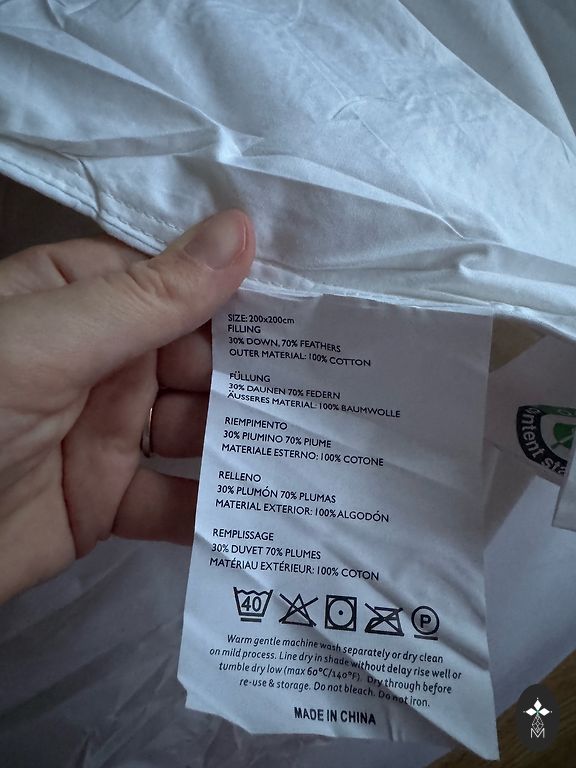 SIZE: 200x200cm
FILLING
30% DOWN, 70% FEATHERS
OUTER MATERIAL: 100% COTTON
FÜLLUNG
30% DAUNEN 70% FEDERN
ÄUSSERES MATERIAL: 100% BAUMWOLLE
RIEMPIMENTO
30% PIUMINO 70% PIUME
MATERIALE ESTERNO: 100% COTONE
RELLENO
30% PLUMÓN 70% PLUMAS
MATERIAL EXTERIOR: 100% ALGODÓN
REMPLISSAGE
30% DUVET 70% PLUMES
MATÉRIAU EXTÉRIEUR: 100% COTON
40 P
Warm gentle machine wash separately or dry clean
on mild process. Line dry in shade without delay rise well or
tumble dry low (max 60°C/140°F). Dry through before
re-use & storage. Do not bleach. Do not iron.
MADE IN CHINA
ntent
M